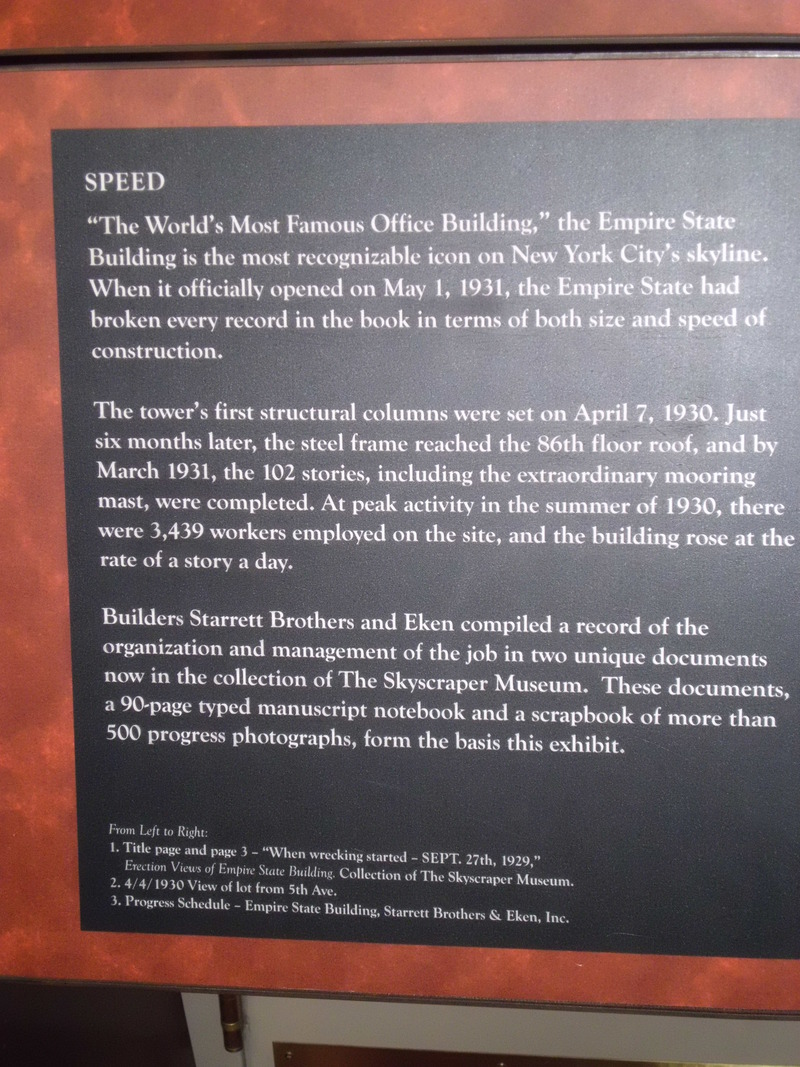 SPEED
“The World’s Most Famous Office Building,” the Empire State
Building is the most recognizable icon on New York City’s skyline.
When it officially opened on May 1, 1931, the Empire State had
broken every record in the book in terms of both size and speed of
construction.
The tower’s first structural columns were set on April 7, 1930. Just
six months later, the steel frame reached the 86th floor roof, and by
March 1931, the 102 stories, including the extraordinary mooring
mast, were completed. At peak activity in the summer of 1930, there
were 3,439 workers employed on the site, and the building rose at the
rate of a story a day.
Builders Starrett Brothers and Eken compiled a record of the
organization and management of the job in two unique documents
now in the collection of The Skyscraper Museum. These documents,
a 90-page typed manuscript notebook and a scrapbook of more than
500 progress photographs, form the basis this exhibit.
From Left to Right:
1. Title page and page 3 – “When wrecking started – SEPT. 27th, 1929,”
Erection Views of Empire State Building. Collection of The Skyscraper Museum.
2. 4/4/1930 View of lot from 5th Ave.
3. Progress Schedule – Empire State Building, Starrett Brothers & Eken, Inc.